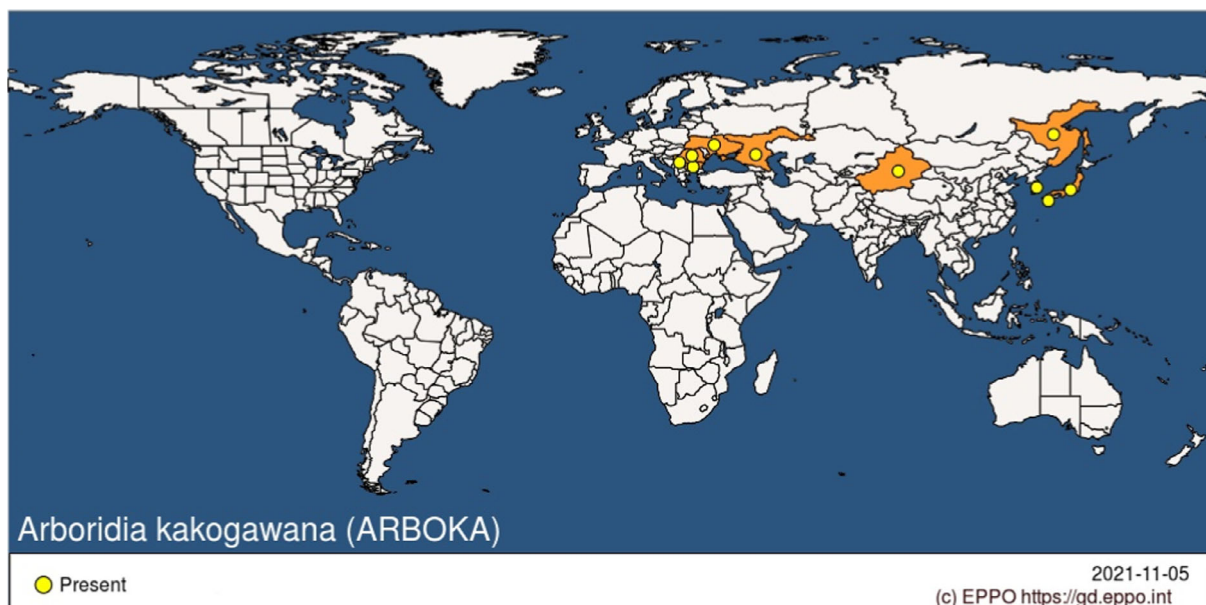 Arboridia kakogawana (ARBOKA)
Present
2021-11-05
(c) EPPO https://gd.eppo.int